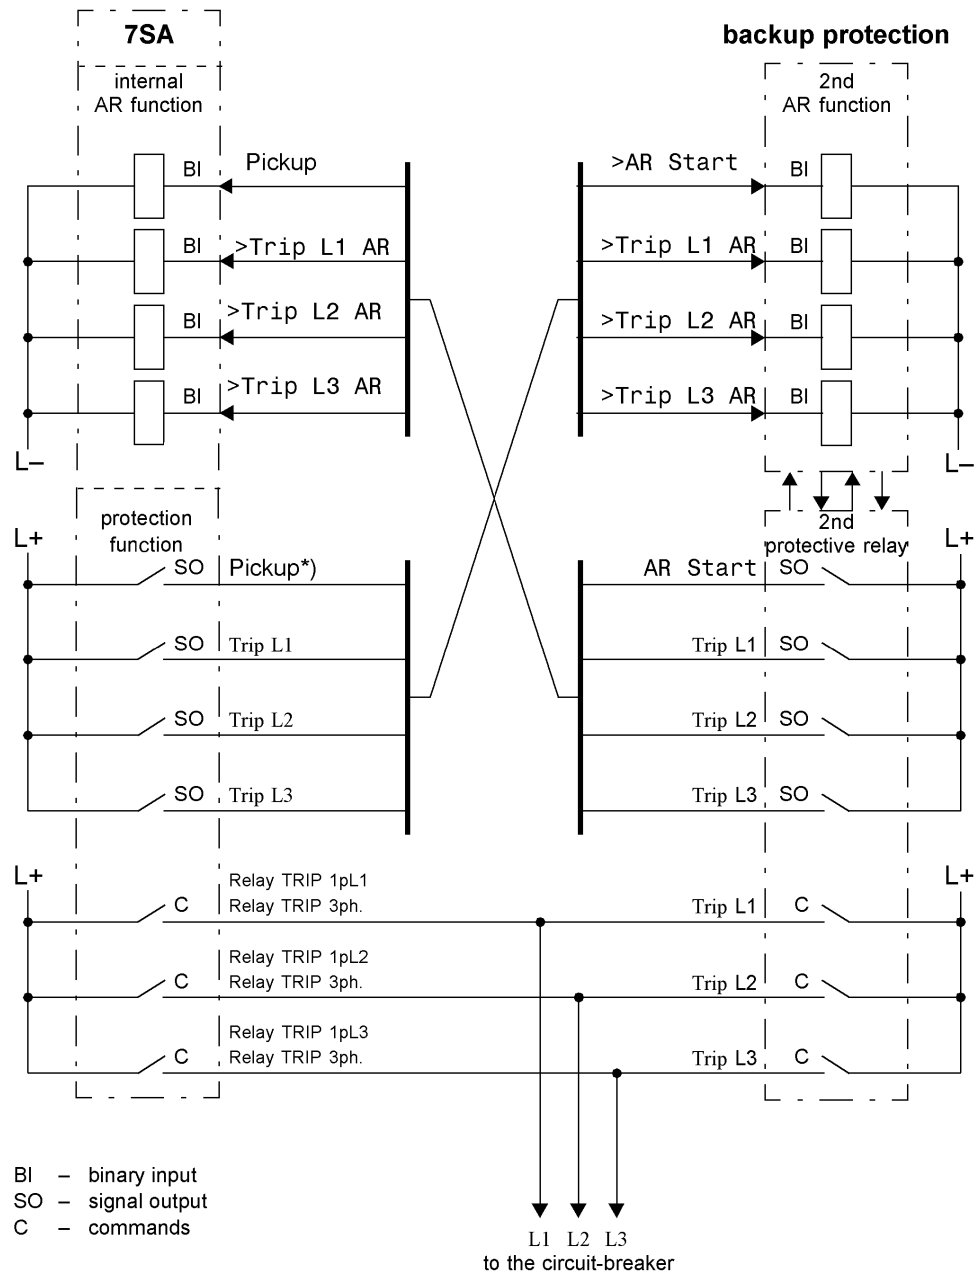 7SA
backup protection
internal
AR function
2nd
AR function
BI Pickup >AR Start BI
BI >Trip L1 AR >Trip L1 AR BI
BI >Trip L2 AR >Trip L2 AR BI
BI >Trip L3 AR >Trip L3 AR BI
L– L–
L+ protection
function
2nd
protective relay L+
SO Pickup*) AR Start SO
SO Trip L1 Trip L1 SO
SO Trip L2 Trip L2 SO
SO Trip L3 Trip L3 SO
L+ L+
Relay TRIP 1pL1
C Relay TRIP 3ph. Trip L1 C
Relay TRIP 1pL2
C Relay TRIP 3ph. Trip L2 C
Relay TRIP 1pL3
C Relay TRIP 3ph. Trip L3 C
BI – binary input
SO – signal output
C – commands
L1 L2 L3
to the circuit-breaker